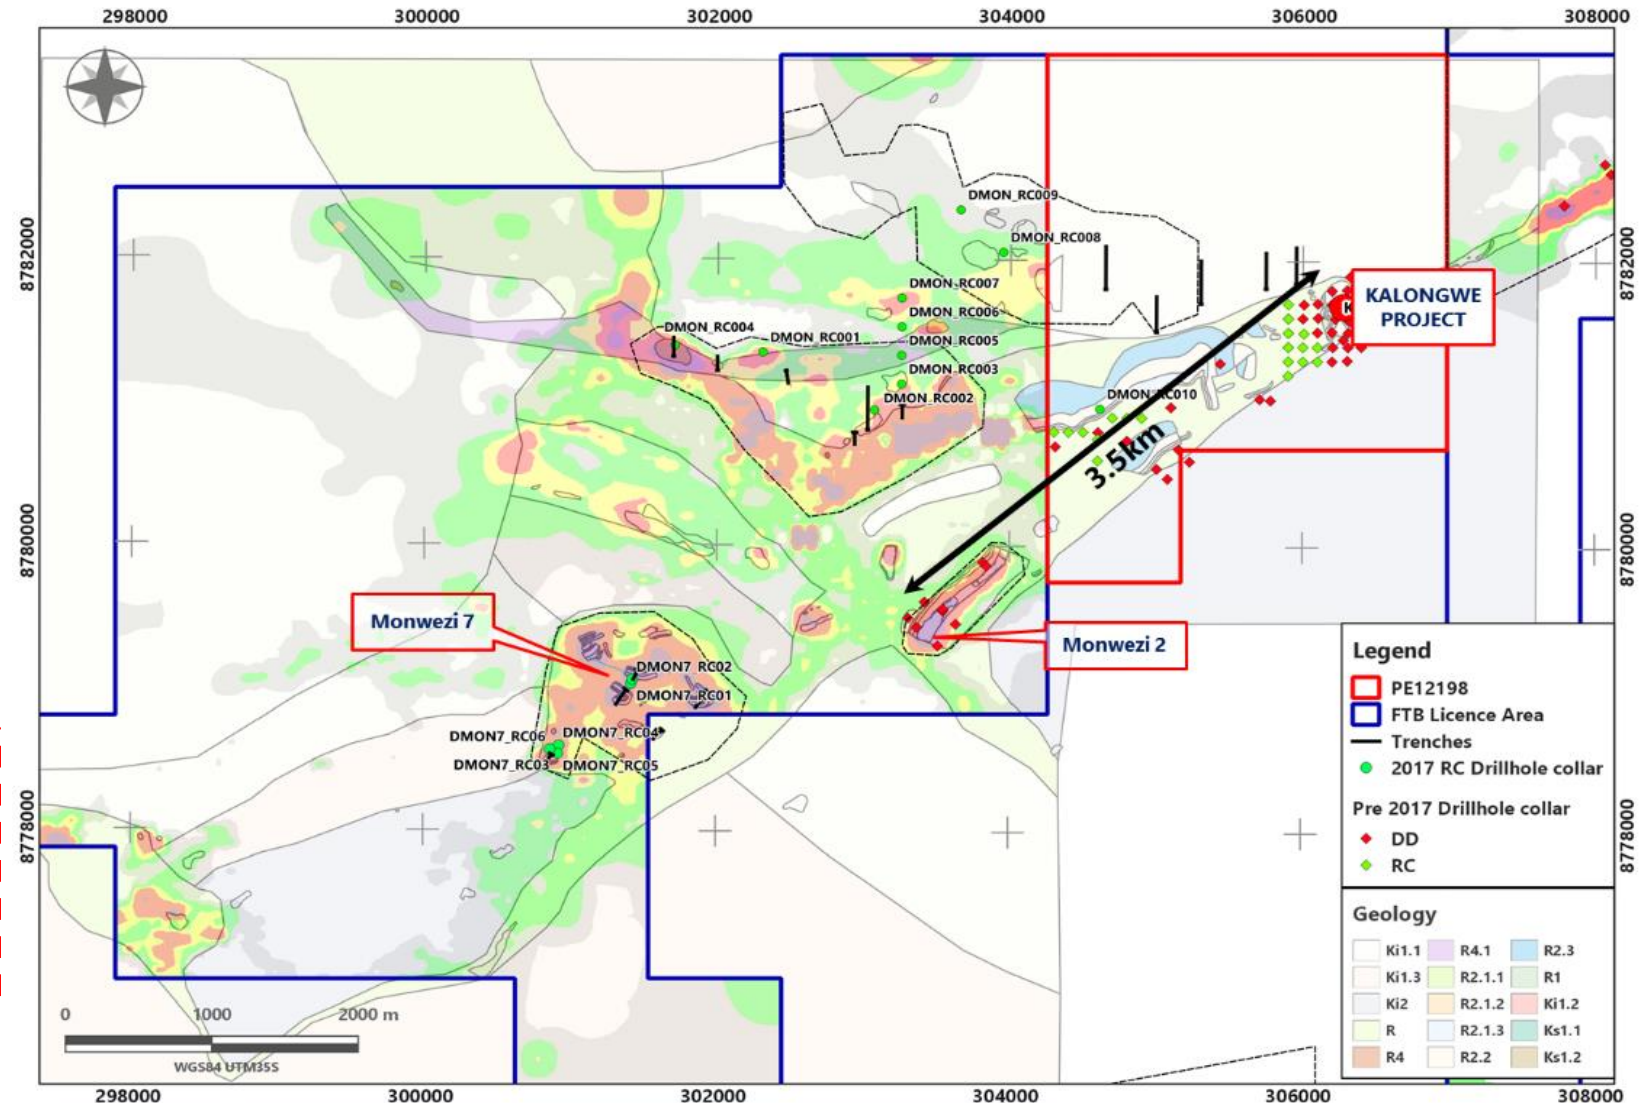 298000 300000 302000 304000 306000 308000
8782000
8782000
8780000
8780000
8778000
8778000
DMON_RC009
DMON_RC008
DMON_RC007
DMON_RC006
DMON_RC004
DMON_RC001
DMON_RC005
DMON_RC003
DMON_RC002
DMON_RC010
KALONGWE
PROJECT
K
3.5km
Monwezi 7
Monwezi 2
DMON7_RC02
DMON7_RC01
DMON7_RC06
DMON7_RC04
DMON7_RC03
DMON7_RC05
Legend
PE12198
FTB Licence Area
Trenches
2017 RC Drillhole collar
Pre 2017 Drillhole collar
DD
RC
Geology
Ki1.1 R4.1 R2.3
Ki1.3 R2.1.1 R1
Ki2 R2.1.2 Ki1.2
R R2.1.3 Ks1.1
R4 R2.2 Ks1.2
0 1000 2000 m
WGS84 UTM35S
298000 300000 302000 304000 306000 308000